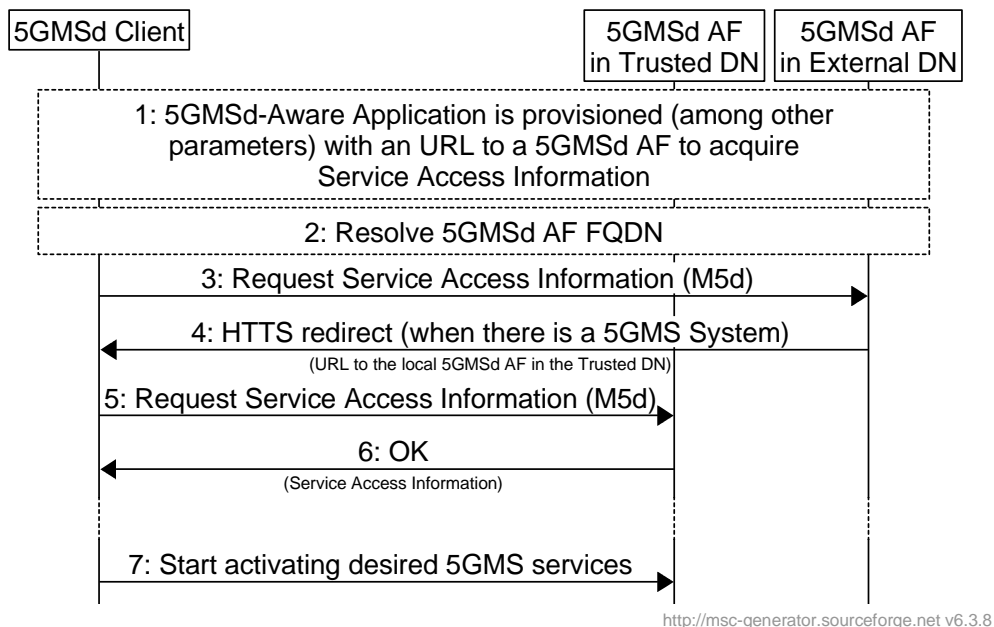 5GMSd Client
5GMSd AF
in Trusted DN
5GMSd AF
in External DN
1: 5GMSd-Aware Application is provisioned (among other
parameters) with an URL to a 5GMSd AF to acquire
Service Access Information
2: Resolve 5GMSd AF FQDN
3: Request Service Access Information (M5d)
4: HTTS redirect (when there is a 5GMS System)
(URL to the local 5GMSd AF in the Trusted DN)
5: Request Service Access Information (M5d)
6: OK
(Service Access Information)
7: Start activating desired 5GMS services
http://msc-generator.sourceforge.net v6.3.8